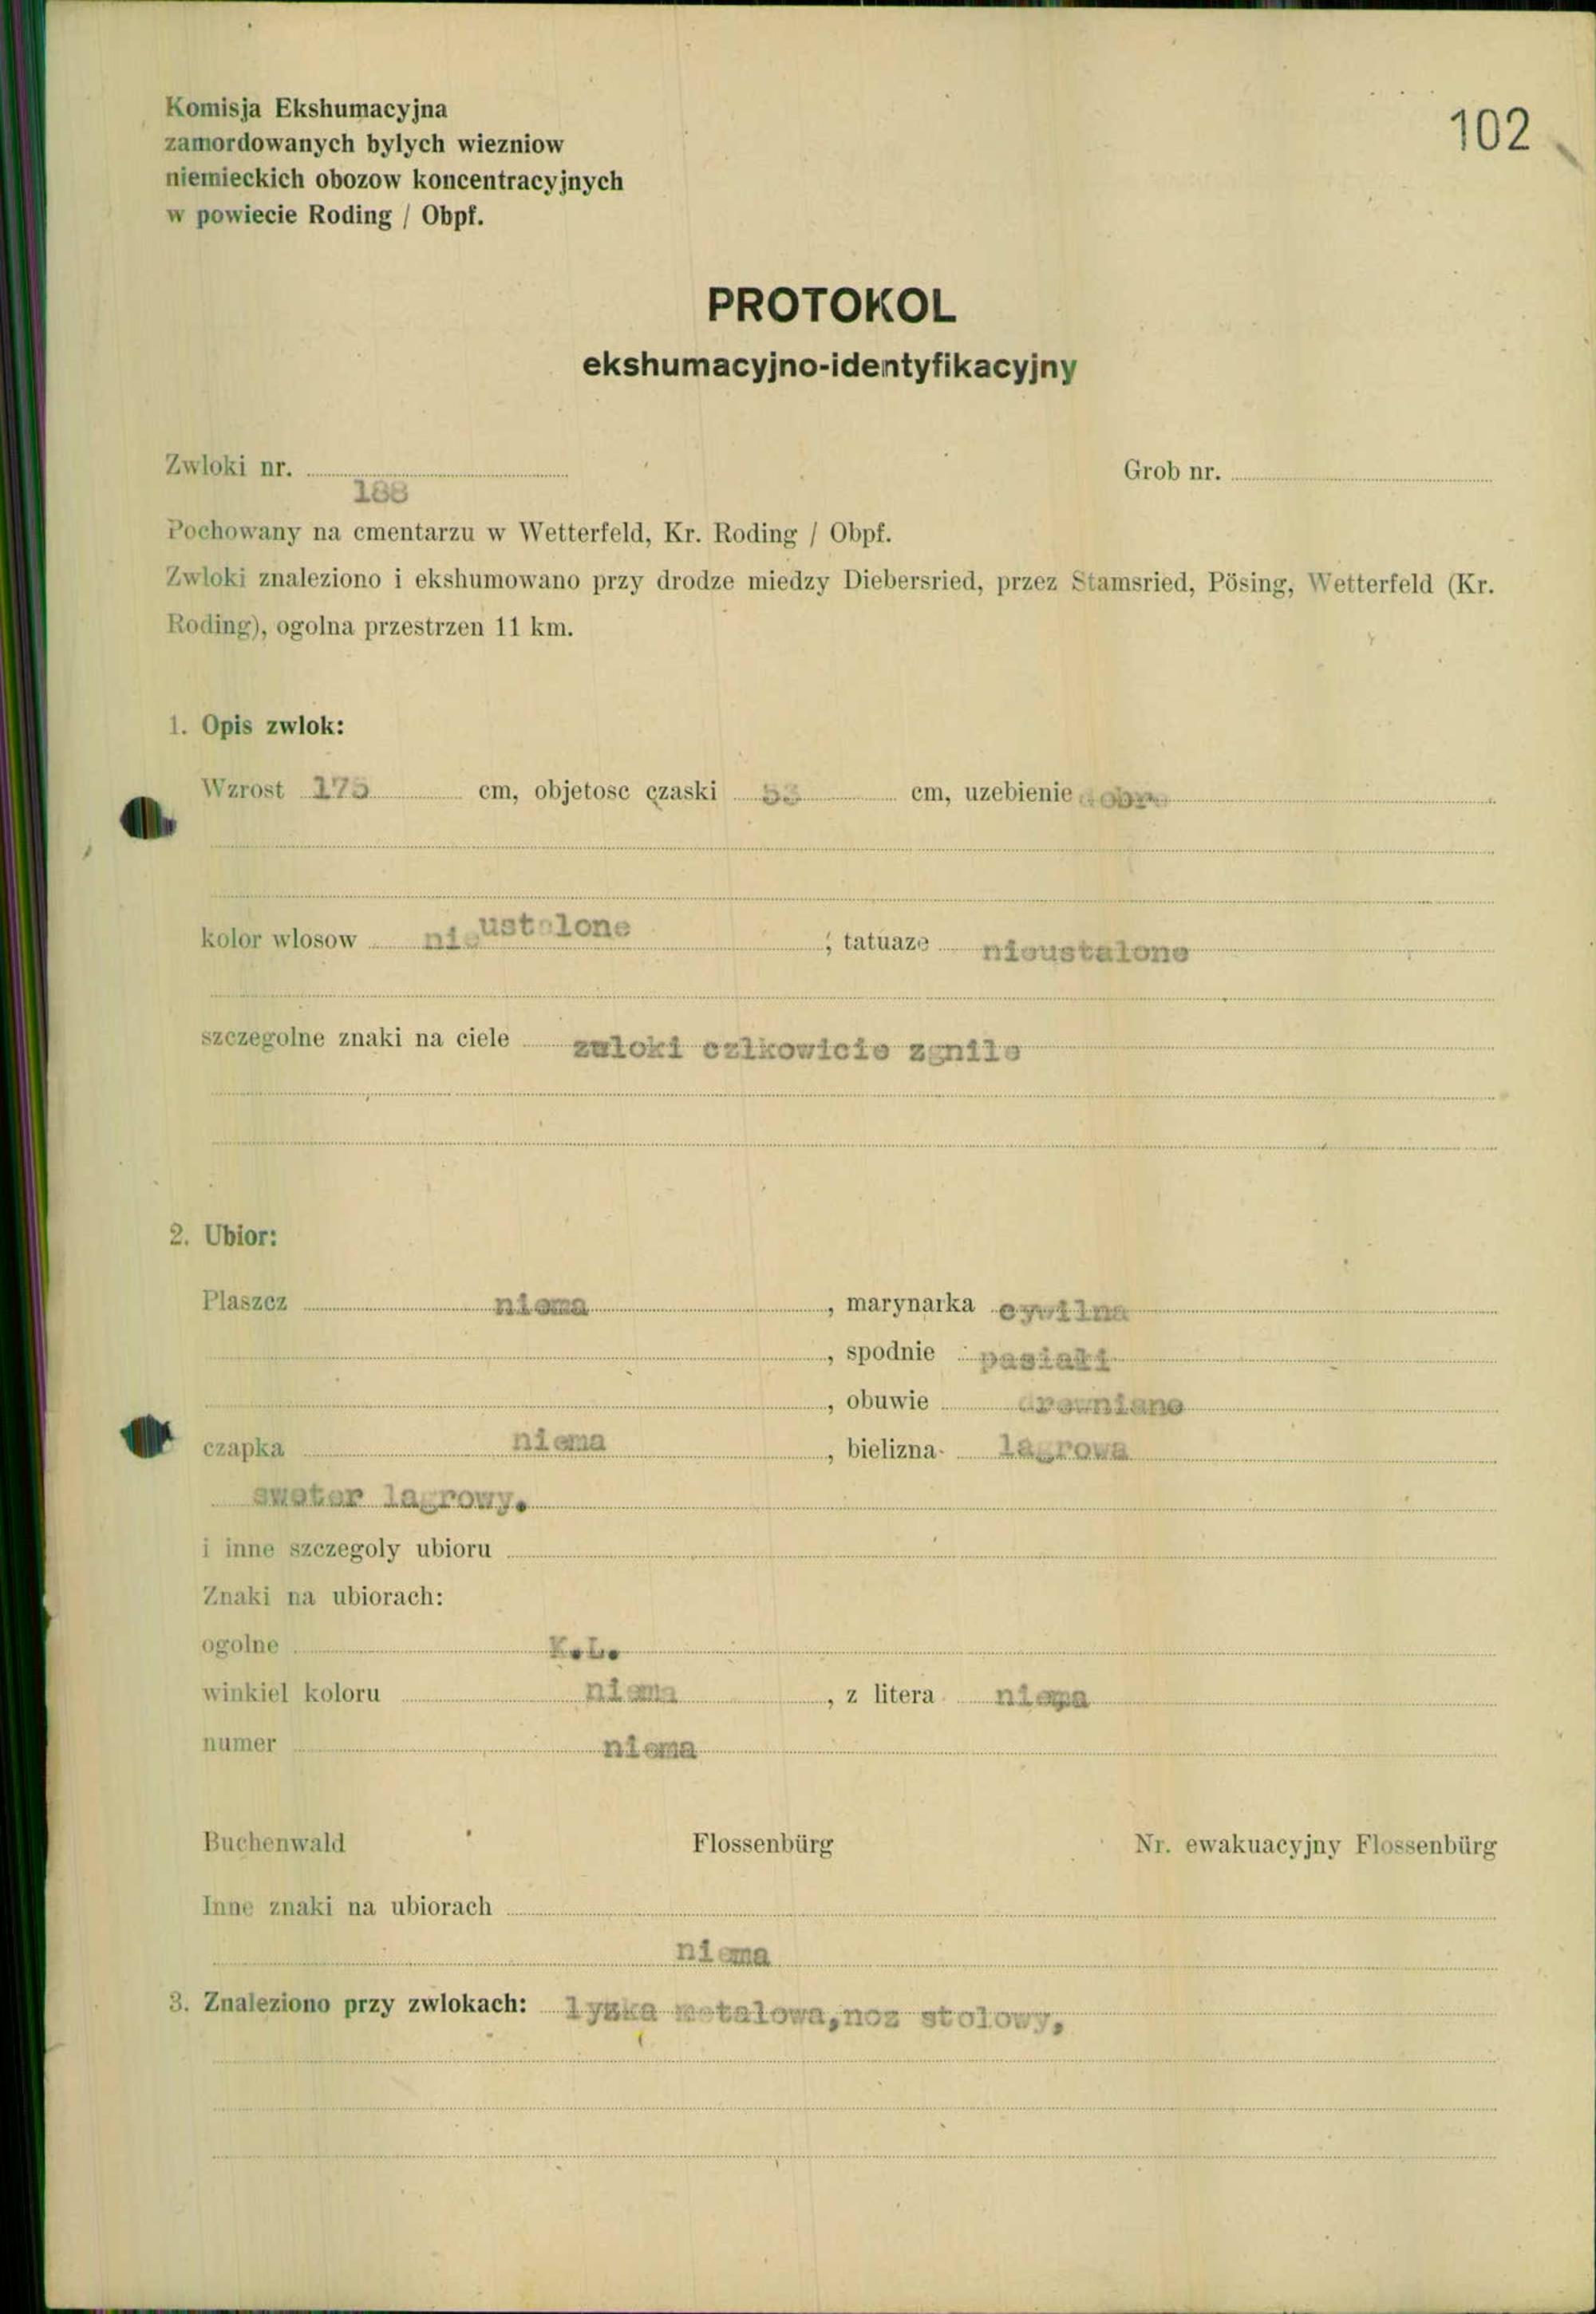 Komisja Ekshumacyjna
102
zamordowanych bylych wiezniow
niemieckich obozow koncentracyjnych
w powiecie Roding / Obpf.
PROTOKOL
ekshumacyjno-identyfikacyjny
Zwloki nr. Grob nr.
188
Pochowany na cmentarzu w Wetterfeld, Kr. Roding / Obpf.
Zwloki znaleziono i ekshumowano przy drodze miedzy Diebersried, przez Stamsried, Pösing, Wetterfeld (Kr.
Roding), ogolna przestrzen 11 km.
1. Opis zwlok:
Wzrost 175 cm, objetosc czaski cm, uzebienie
kolor wlosow nieustalone, tatuaze nieustalone
szczegolne znaki na ciele zwloki czlkowicie zgnile
2. Ubior:
Plaszcz niema, marynarka cywilna
, spodnie pasiaki
, obuwie drewniane
czapka niema, bielizna lagrowa
sweter lagrowy.
i inne szczegoly ubioru
Znaki na ubiorach:
ogolne K.L.
winkiel koloru niema, z litera niema
numer niema
Buchenwald Flossenbürg Nr. ewakuacyjny Flossenbürg
Inne znaki na ubiorach
niema
3. Znaleziono przy zwlokach: lyzka metalowa,noz stolowy,